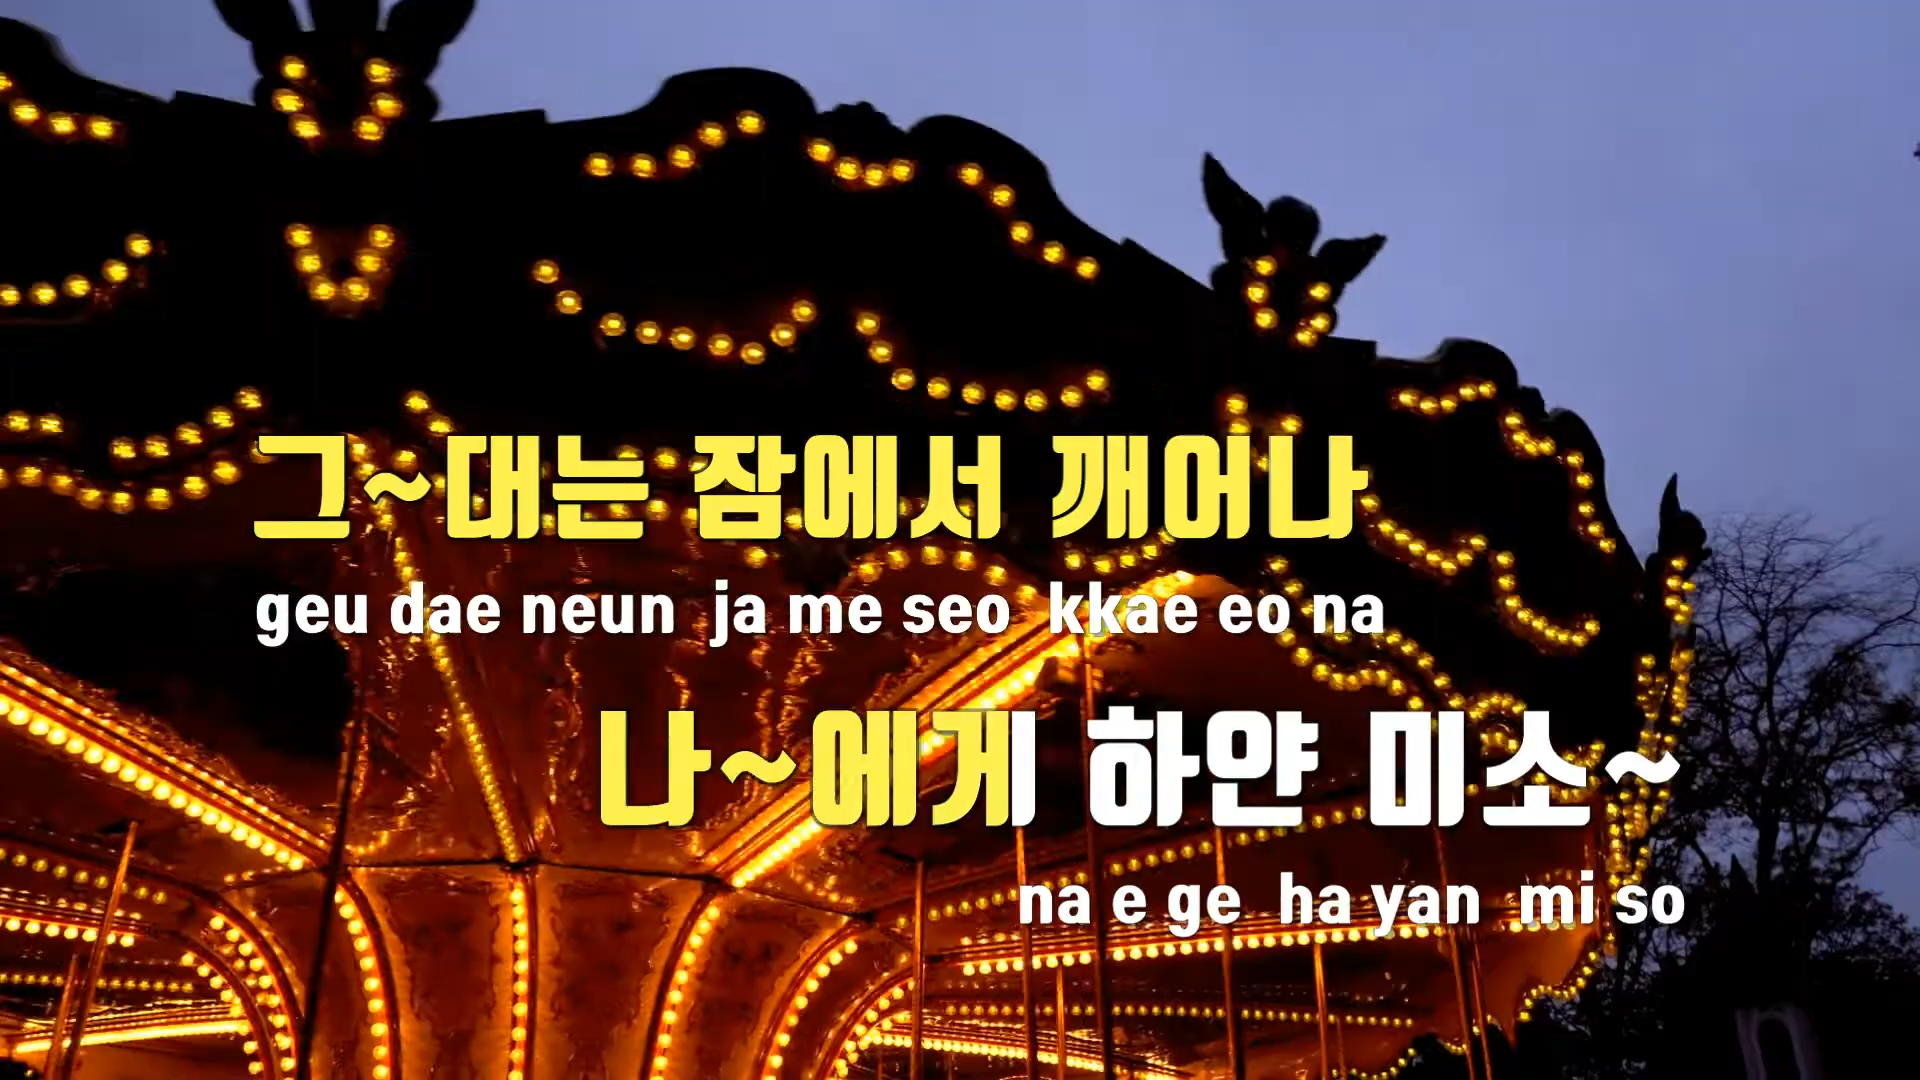 그~대는 잠에서 깨어나
geu dae neun ja me seo kkae eo na
나~에게 하얀 미소~
na e ge ha yan mi so